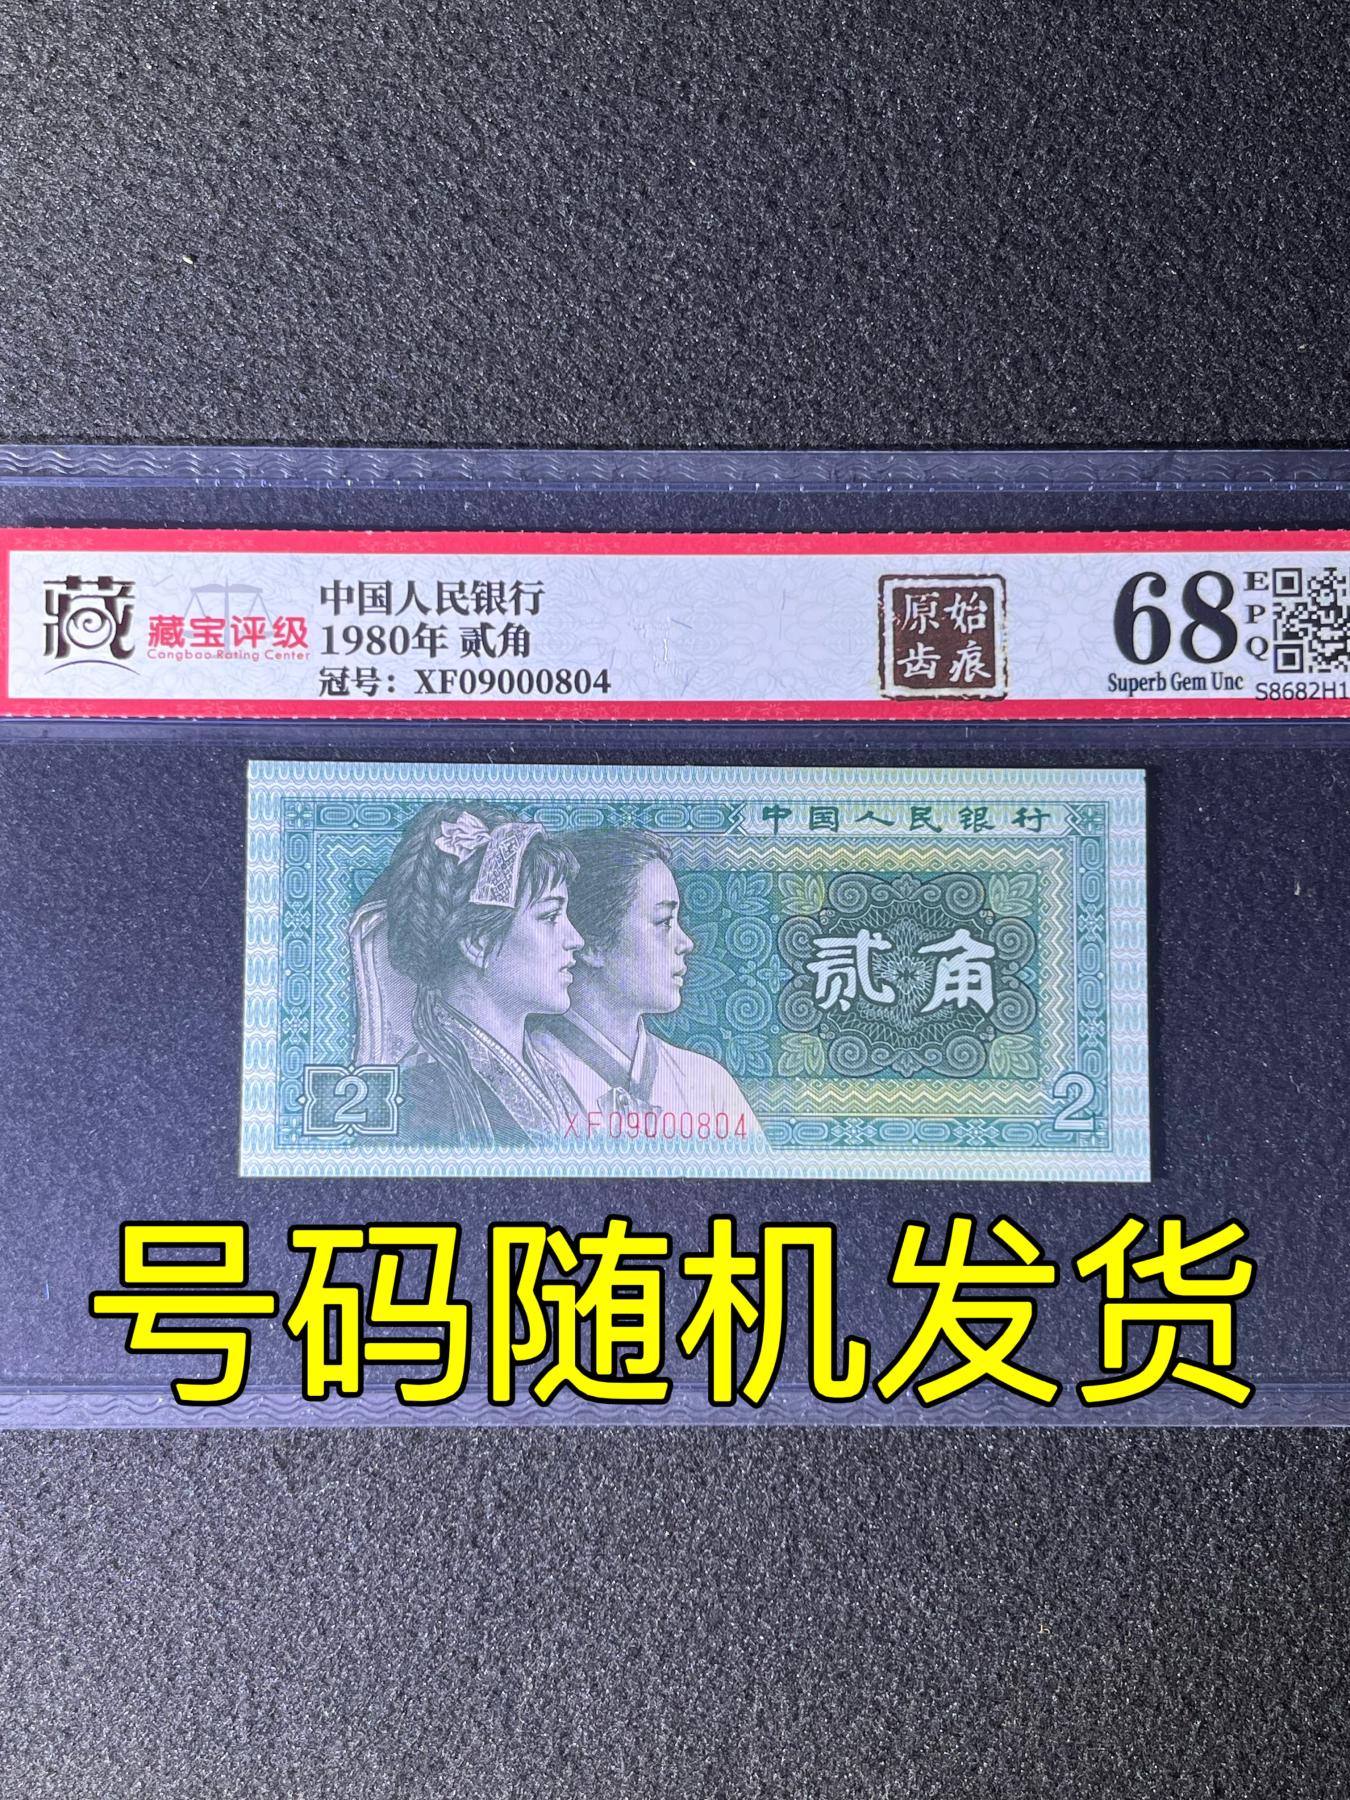 藏
藏宝评级
Cangbao Rating Center
中国人民银行
1980年 贰角
冠号：XF09000804
原始
齿痕
68
EPQ
Superb Gem Unc
S8682H1
中国人民银行
贰角
2
2
XF09000804
号码随机发货